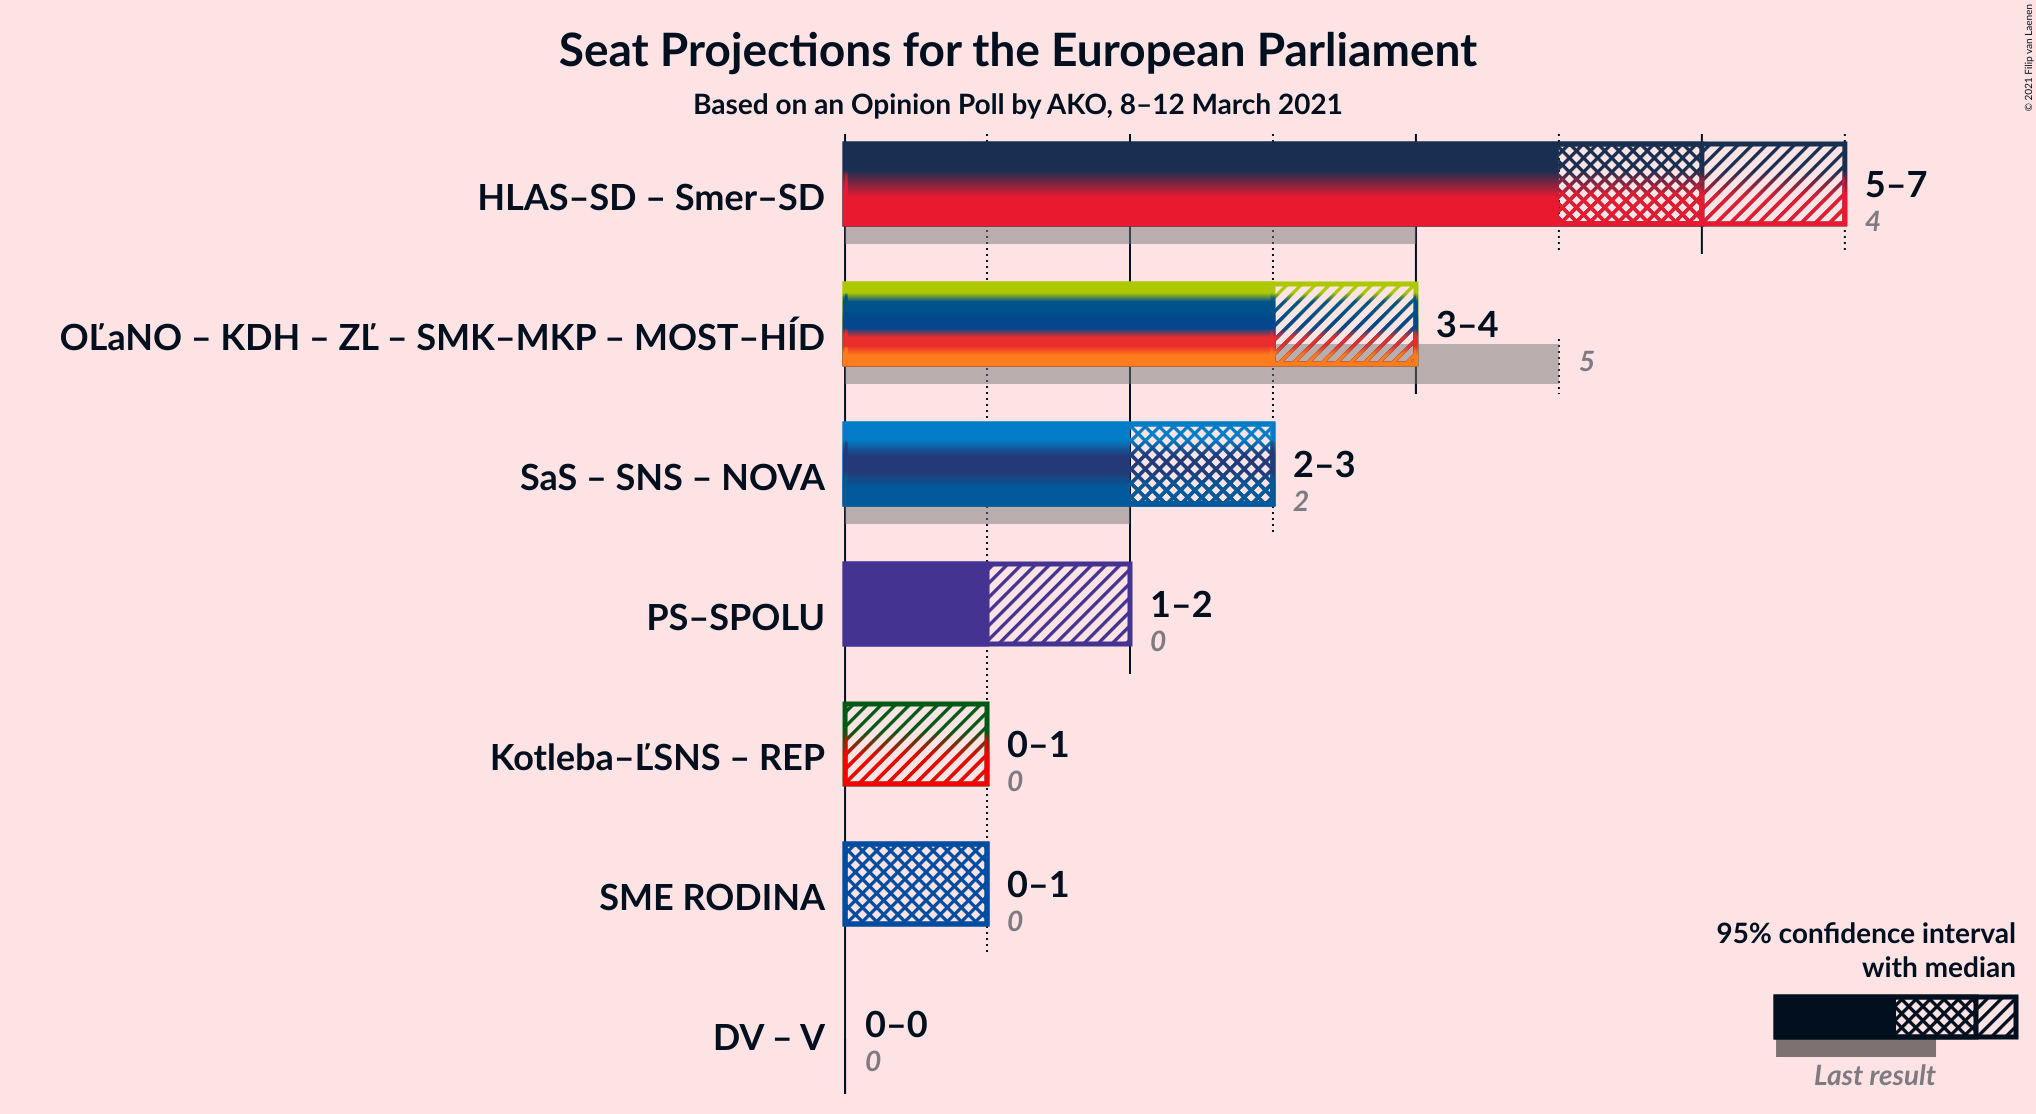 Seat Projections for the European Parliament
Based on an Opinion Poll by AKO, 8–12 March 2021
© 2021 Filip van Laenen
HLAS–SD – Smer–SD
5–7
4
OĽaNO – KDH – ZĽ – SMK–MKP – MOST–HÍD
3–4
5
SaS – SNS – NOVA
2–3
2
PS–SPOLU
1–2
0
Kotleba–ĽSNS – REP
0–1
0
SME RODINA
0–1
0
DV – V
0–0
0
95% confidence interval
with median
Last result